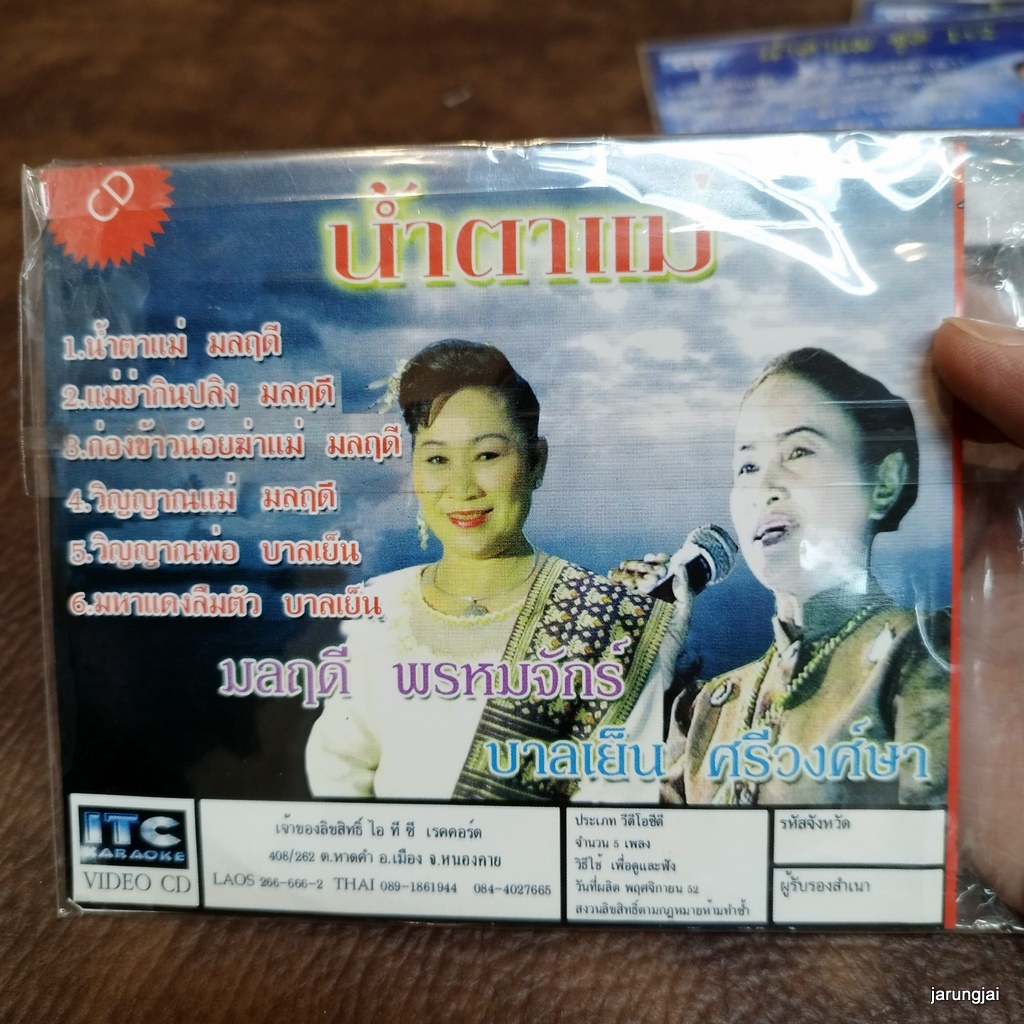 CD
น้ำตาแม่
1.น้ำตาแม่ มลฤดี
2.แม่ย่ากินปลิง มลฤดี
3.ก่องข้าวน้อยฆ่าแม่ มลฤดี
4.วิญญาณแม่ มลฤดี
5.วิญญาณพ่อ บาลเย็น
6.มหาแดงลืมตัว บาลเย็น
มลฤดี พรหมจักร์
บาลเย็น ศรีวงศ์ษา
ITC
KARAOKE
VIDEO CD
เจ้าของลิขสิทธิ์ ไอ ที ซี เรคคอร์ด
408/262 ต.หาดคำ อ.เมือง จ.หนองคาย
LAOS 266-666-2 THAI 089-1861944 084-4027665
ประเภท วีดีโอซีดี
จำนวน 5 เพลง
วิธีใช้ เพื่อดูและฟัง
วันที่ผลิต พฤศจิกายน 52
สงวนลิขสิทธิ์ตามกฎหมายห้ามทำซ้ำ
รหัสจังหวัด
ผู้รับรองสำเนา
jarungjai